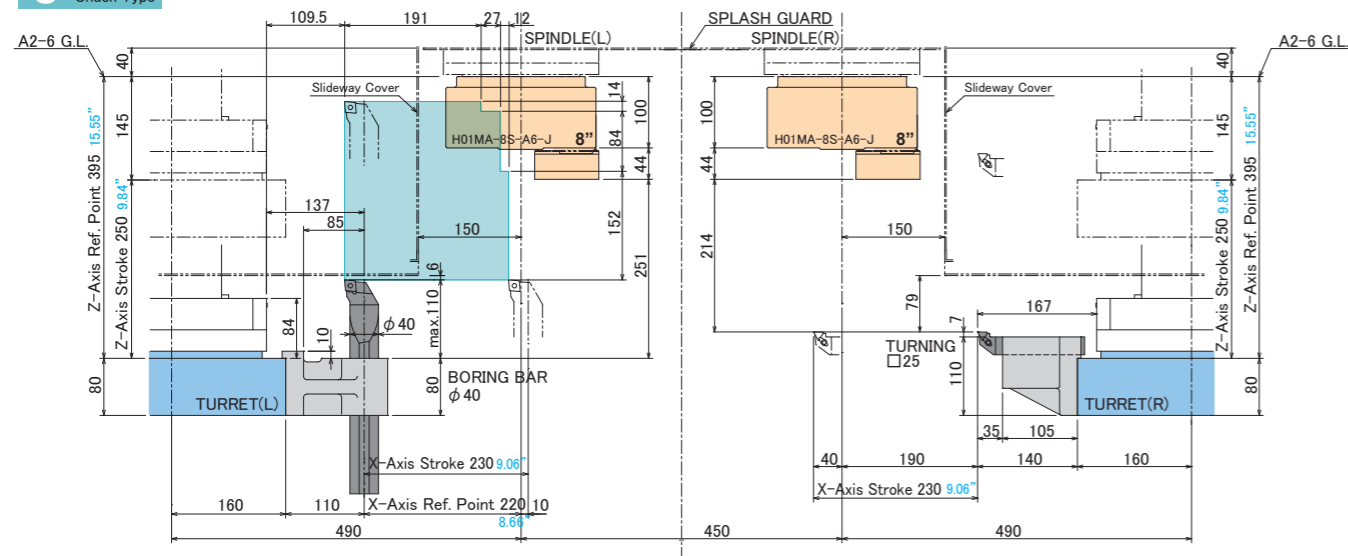 Chuck Type
109.5
191
27
12
SPLASH GUARD
SPINDLE(L)
SPINDLE(R)
A2-6 G.L.
A2-6 G.L.
40
40
Slideway Cover
Slideway Cover
14
100
100
84
H01MA-8S-A6-J 8"
H01MA-8S-A6-J 8"
44
44
145
145
Z-Axis Ref. Point 395 15.55"
Z-Axis Stroke 250 9.84"
Z-Axis Stroke 250 9.84"
Z-Axis Ref. Point 395 15.55"
137
85
150
150
152
251
214
6
max.110
79
167
7
84
10
φ40
TURNING
□25
110
80
80
80
BORING BAR
φ40
TURRET(L)
TURRET(R)
35
105
X-Axis Stroke 230 9.06"
40
190
140
160
X-Axis Stroke 230 9.06"
160
110
X-Axis Ref. Point 220
8.66"
10
490
450
490